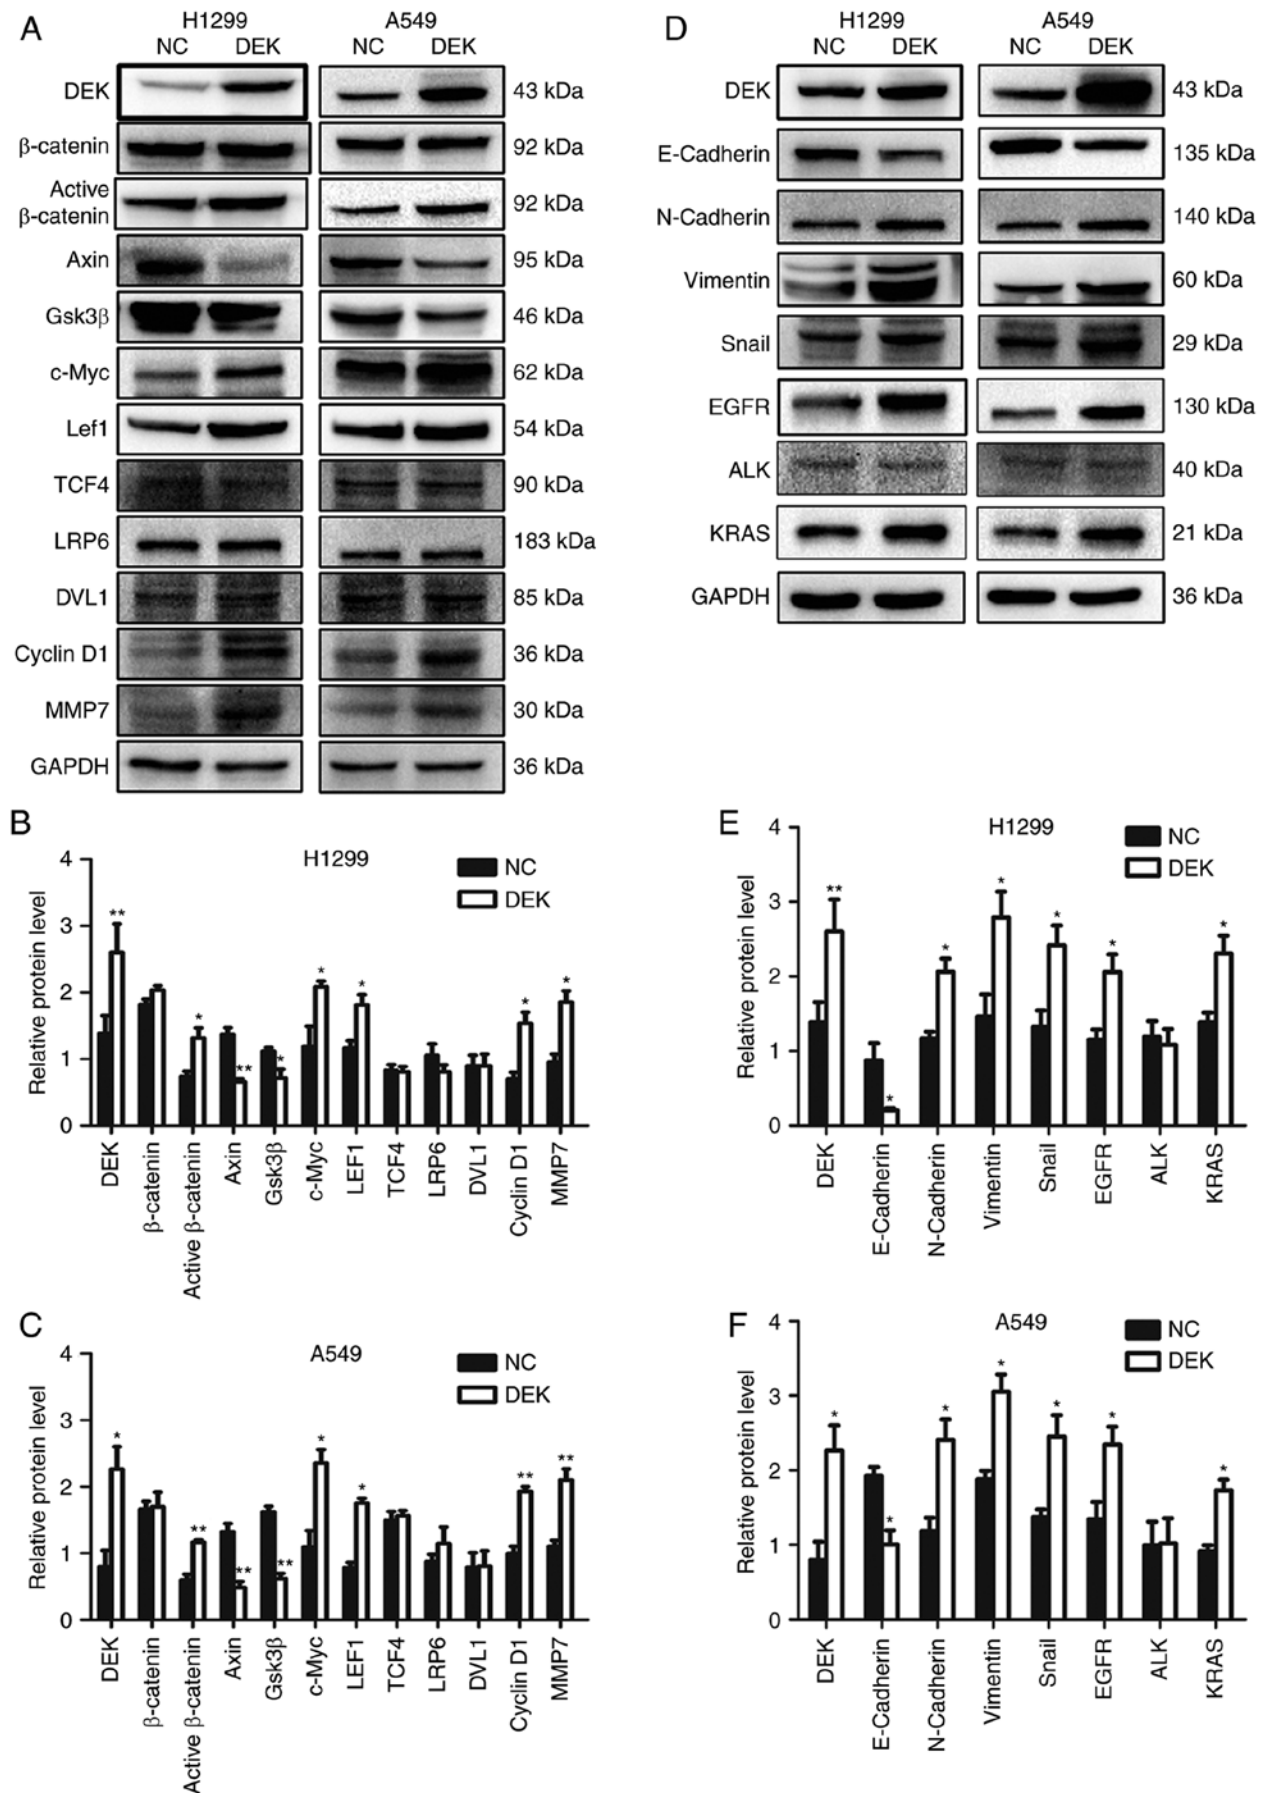 A
H1299 A549
NC DEK NC DEK
DEK 43 kDa
β-catenin 92 kDa
Active
β-catenin 92 kDa
Axin 95 kDa
Gsk3β 46 kDa
c-Myc 62 kDa
Lef1 54 kDa
TCF4 90 kDa
LRP6 183 kDa
DVL1 85 kDa
Cyclin D1 36 kDa
MMP7 30 kDa
GAPDH 36 kDa
D
H1299 A549
NC DEK NC DEK
DEK 43 kDa
E-Cadherin 135 kDa
N-Cadherin 140 kDa
Vimentin 60 kDa
Snail 29 kDa
EGFR 130 kDa
ALK 40 kDa
KRAS 21 kDa
GAPDH 36 kDa
B
H1299
NC
DEK
Relative protein level
4
3
2
1
0
** * ** * * * * *
DEK
β-catenin
Active β-catenin
Axin
Gsk3β
c-Myc
LEF1
TCF4
LRP6
DVL1
Cyclin D1
MMP7
E
H1299
NC
DEK
Relative protein level
4
3
2
1
0
** * * * * * *
DEK
E-Cadherin
N-Cadherin
Vimentin
Snail
EGFR
ALK
KRAS
C
A549
NC
DEK
Relative protein level
4
3
2
1
0
* ** ** ** * * ** **
DEK
β-catenin
Active β-catenin
Axin
Gsk3β
c-Myc
LEF1
TCF4
LRP6
DVL1
Cyclin D1
MMP7
F
A549
NC
DEK
Relative protein level
4
3
2
1
0
* * * * * * *
DEK
E-Cadherin
N-Cadherin
Vimentin
Snail
EGFR
ALK
KRAS